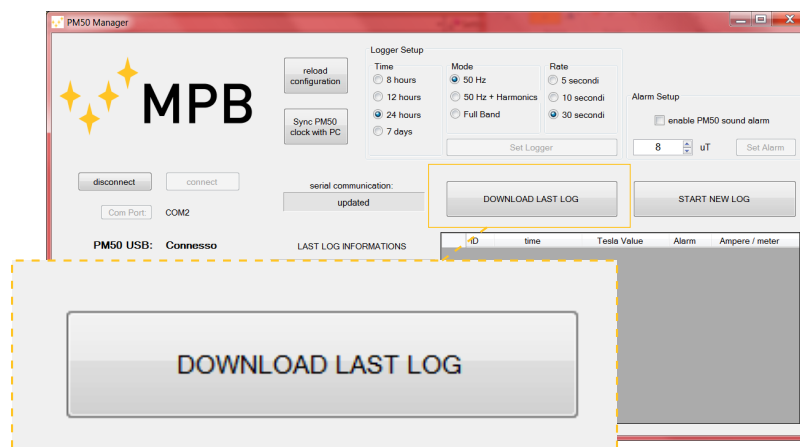 PM50 Manager
MPB
reload
configuration
Sync PM50
clock with PC
Logger Setup
Time
8 hours
12 hours
24 hours
7 days
Mode
50 Hz
50 Hz + Harmonics
Full Band
Rate
5 secondi
10 secondi
30 secondi
Set Logger
Alarm Setup
enable PM50 sound alarm
8 uT
Set Alarm
disconnect
connect
Com Port:
COM2
serial communication:
updated
DOWNLOAD LAST LOG
START NEW LOG
PM50 USB: Connesso
LAST LOG INFORMATIONS
ID time Tesla Value Alarm Ampere / meter
DOWNLOAD LAST LOG